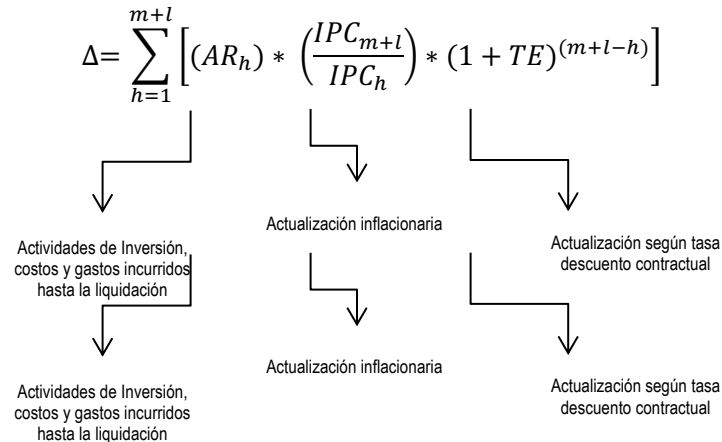 Δ= \sum_{h=1}^{m+l} [(AR_h) * (\frac{IPC_{m+l}}{IPC_h}) * (1 + TE)^{(m+l-h)}]
Actividades de Inversión,
costos y gastos incurridos
hasta la liquidación
Actualización inflacionaria
Actualización según tasa
descuento contractual
Actividades de Inversión,
costos y gastos incurridos
hasta la liquidación
Actualización inflacionaria
Actualización según tasa
descuento contractual